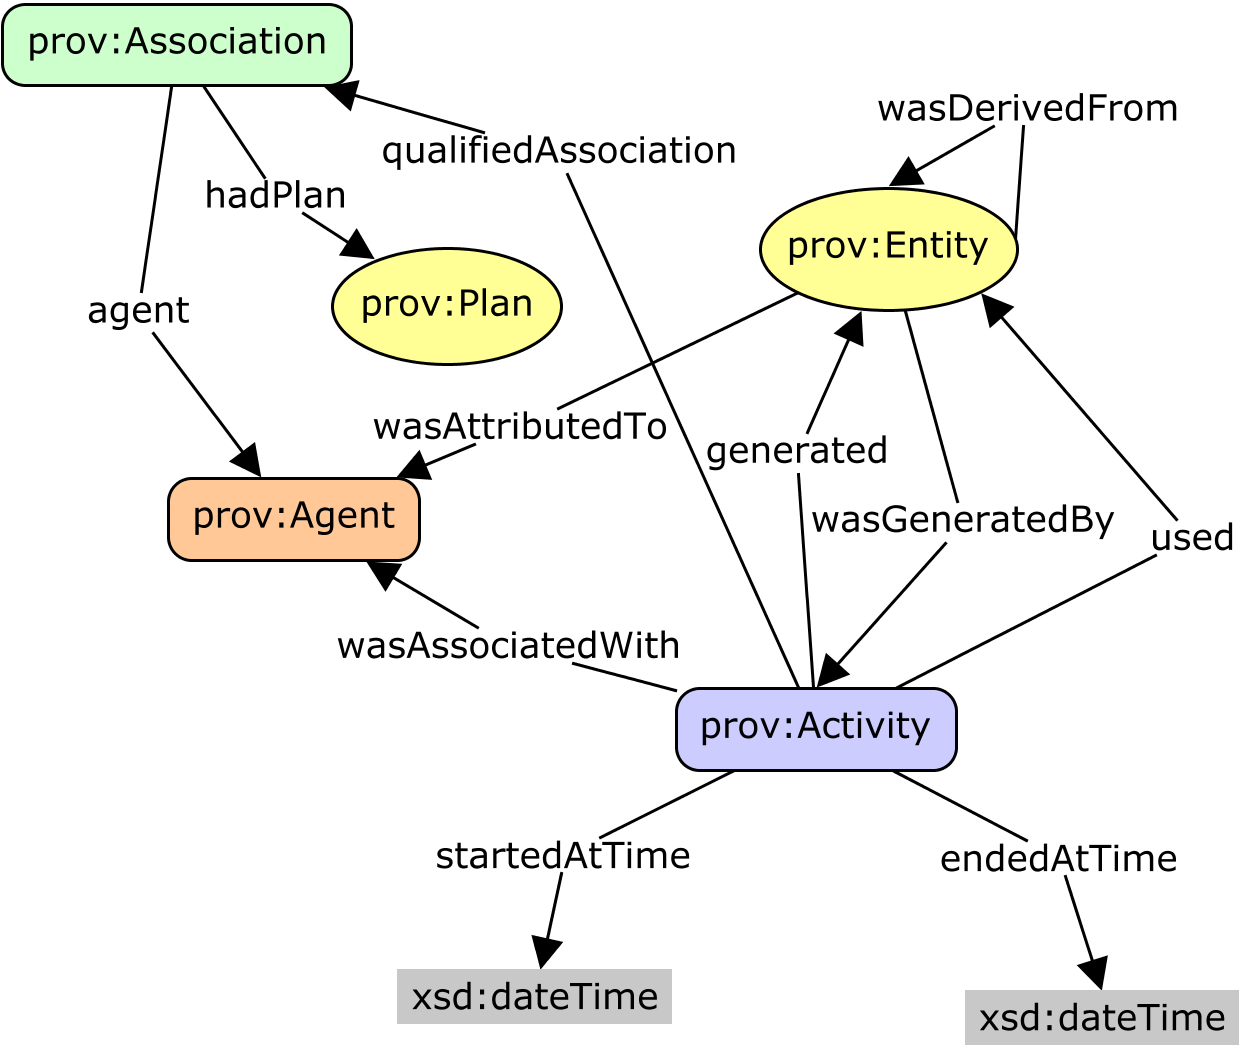 prov:Association
wasDerivedFrom
qualifiedAssociation
hadPlan
prov:Entity
prov:Plan
agent
wasAttributedTo
generated
prov:Agent
wasGeneratedBy
used
wasAssociatedWith
prov:Activity
startedAtTime
endedAtTime
xsd:dateTime
xsd:dateTime